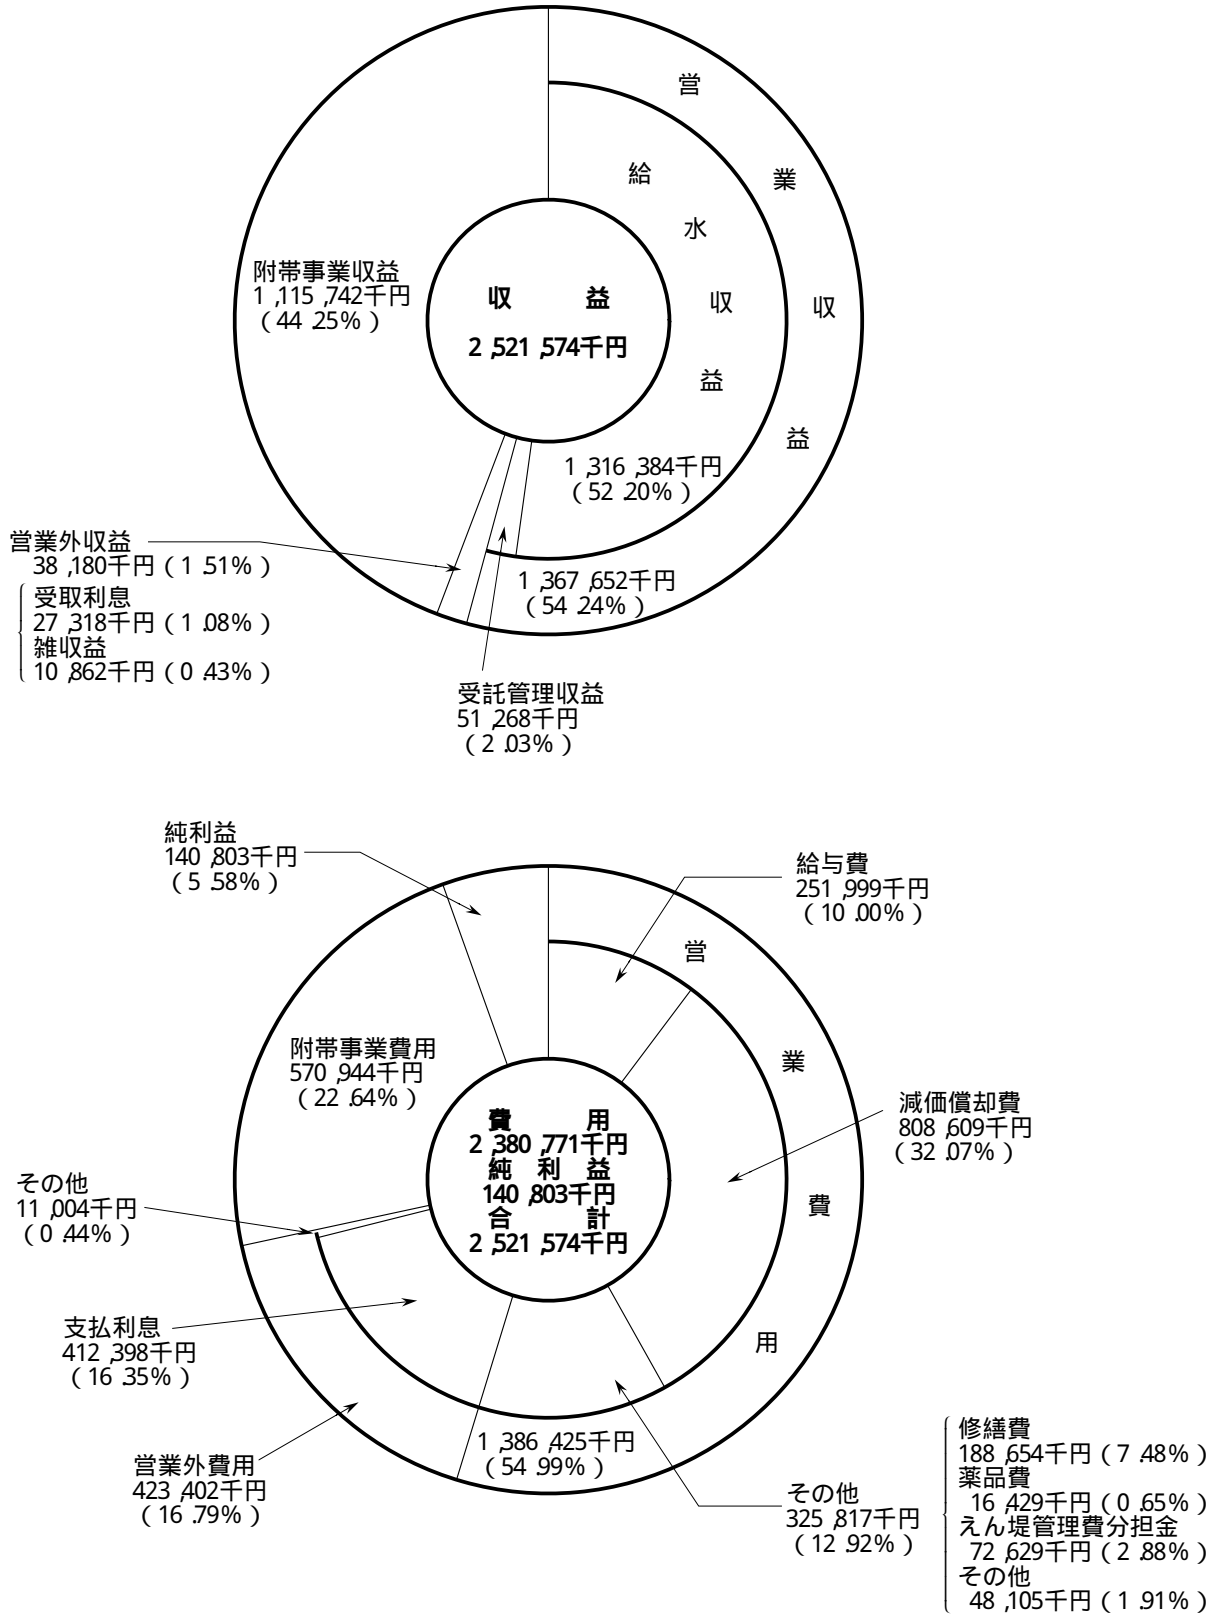 営業収益
給水収益
附帯事業収益
1,115,742千円
(44.25%)
収 益
2,521,574千円
1,316,384千円
(52.20%)
営業外収益
38,180千円(1.51%)
受取利息
27,318千円(1.08%)
雑収益
10,862千円(0.43%)
1,367,652千円
(54.24%)
受託管理収益
51,268千円
(2.03%)
純利益
140,803千円
(5.58%)
給与費
251,999千円
(10.00%)
営業費用
附帯事業費用
570,944千円
(22.64%)
費 用
2,380,771千円
純 利 益
140,803千円
合 計
2,521,574千円
減価償却費
808,609千円
(32.07%)
その他
11,004千円
(0.44%)
支払利息
412,398千円
(16.35%)
営業外費用
423,402千円
(16.79%)
1,386,425千円
(54.99%)
その他
325,817千円
(12.92%)
修繕費
188,654千円(7.48%)
薬品費
16,429千円(0.65%)
えん堤管理費分担金
72,629千円(2.88%)
その他
48,105千円(1.91%)